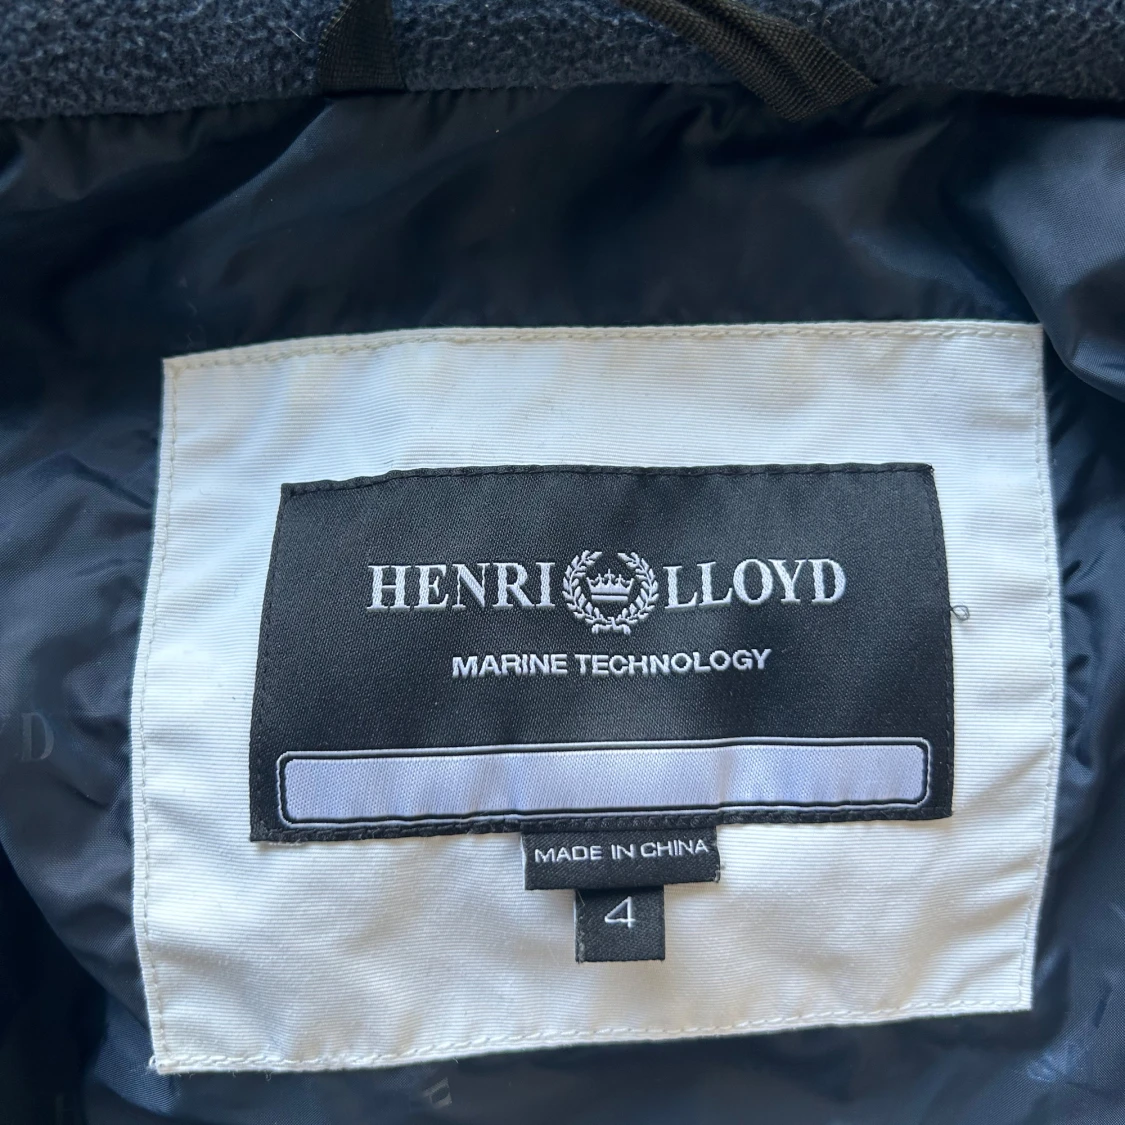 HENRI LLOYD
MARINE TECHNOLOGY
MADE IN CHINA
4
D